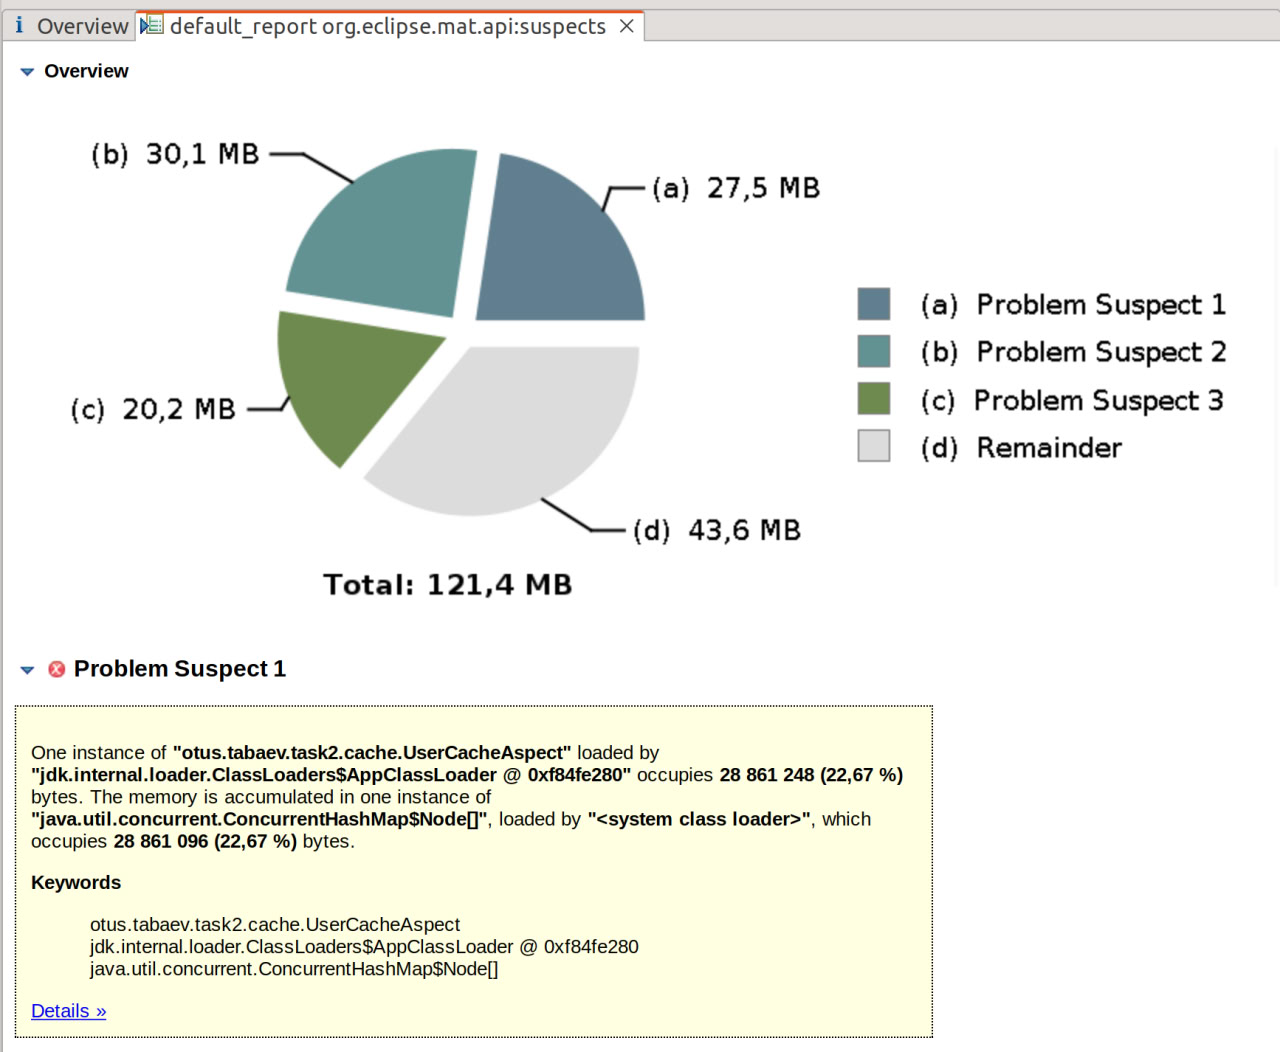 i Overview default_report org.eclipse.mat.api:suspects
Overview
(b) 30,1 MB
(a) 27,5 MB
(c) 20,2 MB
(d) 43,6 MB
(a) Problem Suspect 1
(b) Problem Suspect 2
(c) Problem Suspect 3
(d) Remainder
Total: 121,4 MB
Problem Suspect 1
One instance of "otus.tabaev.task2.cache.UserCacheAspect" loaded by
"jdk.internal.loader.ClassLoaders$AppClassLoader @ 0xf84fe280" occupies 28 861 248 (22,67 %)
bytes. The memory is accumulated in one instance of
"java.util.concurrent.ConcurrentHashMap$Node[]", loaded by "<system class loader>", which
occupies 28 861 096 (22,67 %) bytes.
Keywords
otus.tabaev.task2.cache.UserCacheAspect
jdk.internal.loader.ClassLoaders$AppClassLoader @ 0xf84fe280
java.util.concurrent.ConcurrentHashMap$Node[]
Details »